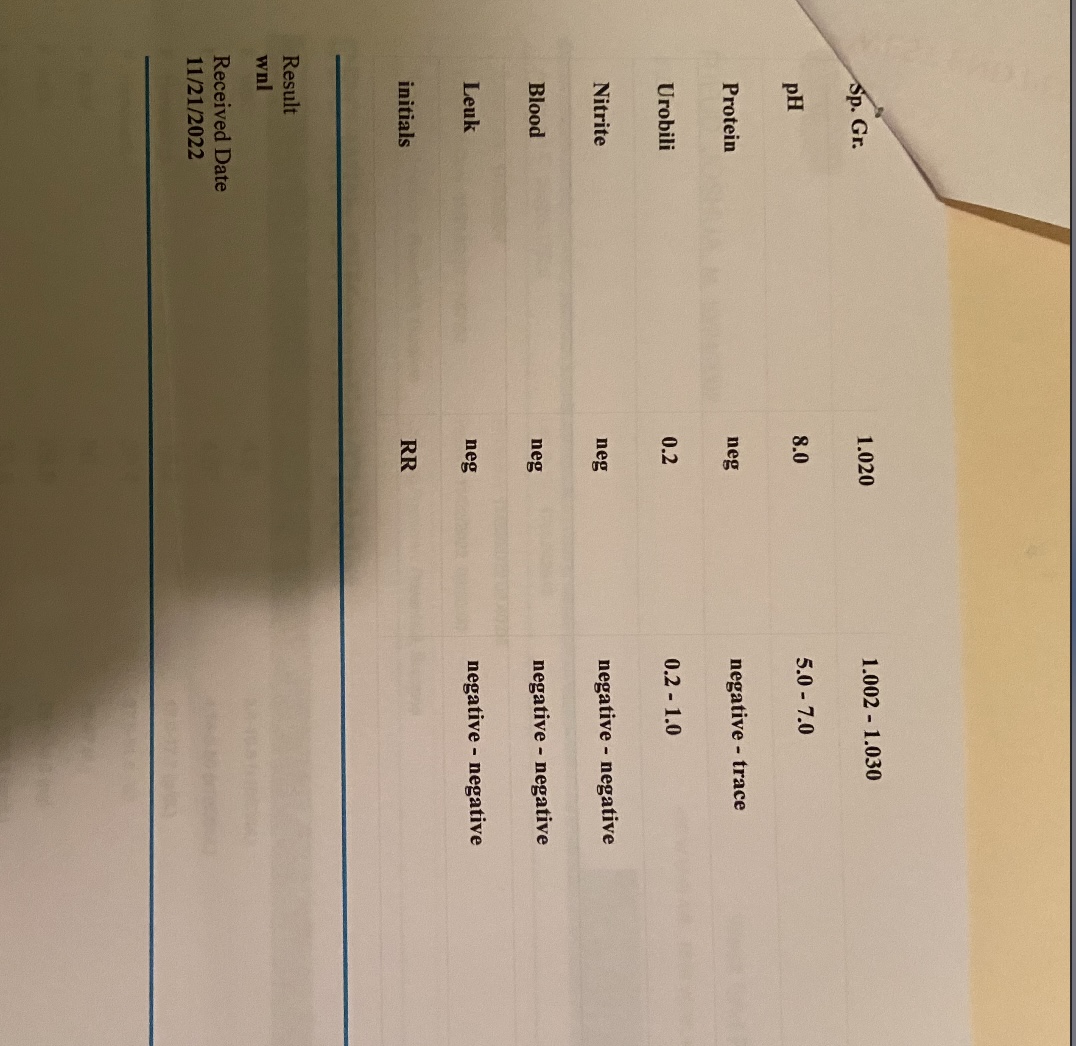 Sp. Gr. 1.020 1.002 - 1.030
pH 8.0 5.0 - 7.0
Protein neg negative - trace
Urobili 0.2 0.2 - 1.0
Nitrite neg negative - negative
Blood neg negative - negative
Leuk neg negative - negative
initials RR
Result
wnl
Received Date
11/21/2022